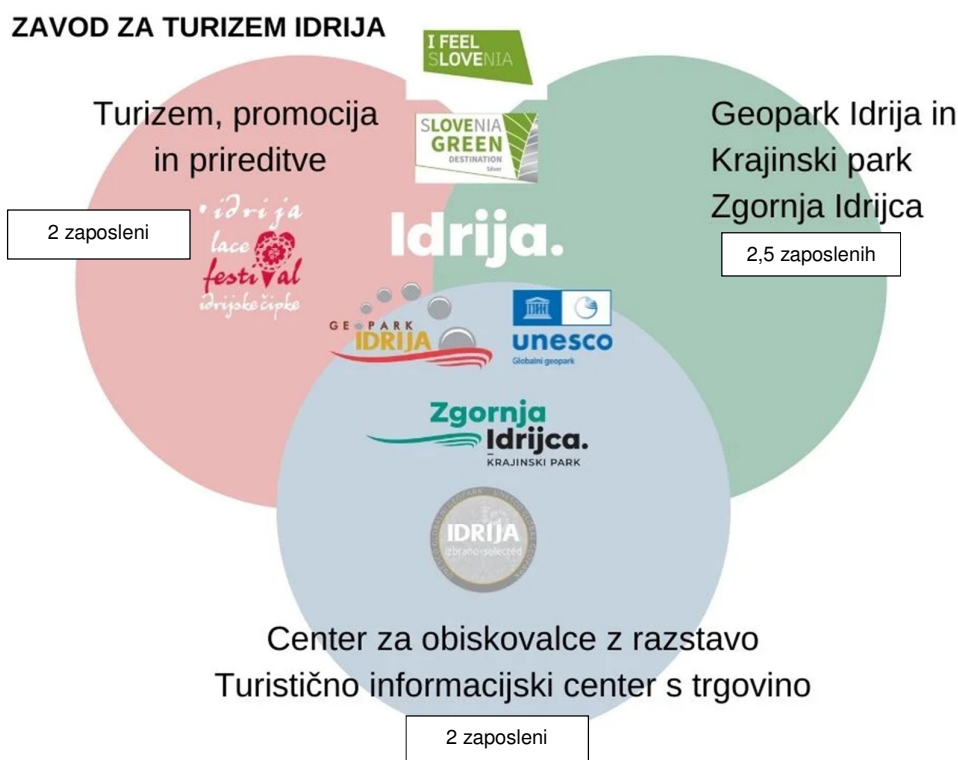 ZAVOD ZA TURIZEM IDRIJA
I FEEL
SLOVENIA
Turizem, promocija
in prireditve
SLOVENIA
GREEN
DESTINATION
Silver
Geopark Idrija in
Krajinski park
Zgornja Idrijca
2 zaposleni
idrija
lace
festival
idrijske čipke
Idrija.
2,5 zaposlenih
GEOPARK
IDRIJA
unesco
Globalni geopark
Zgornja
Idrijca.
KRAJINSKI PARK
IDRIJA
izbrano·selected
Center za obiskovalce z razstavo
Turistično informacijski center s trgovino
2 zaposleni